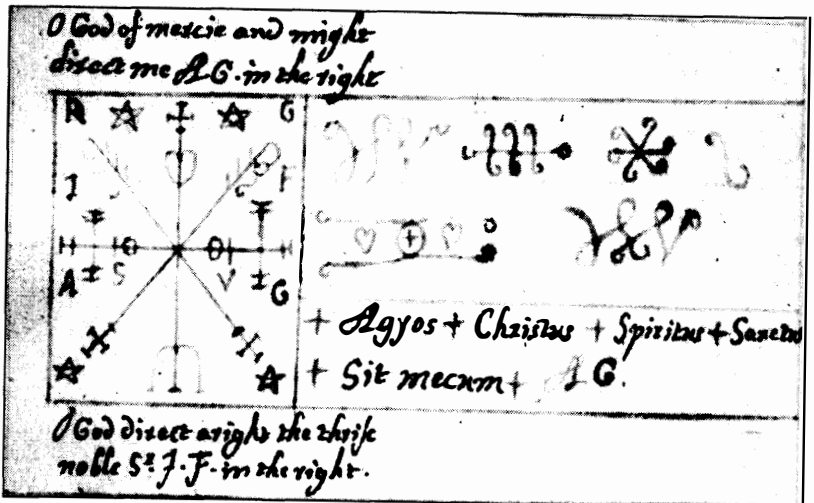 O God of mercie and might
direct me AG. in the right
R G
I F
A S V G
+ Agyos + Christus + Spiritus + Sanctus
+ Sit mecum + A G.
O God direct aright the thrise
noble Sr. J. F. in the right.